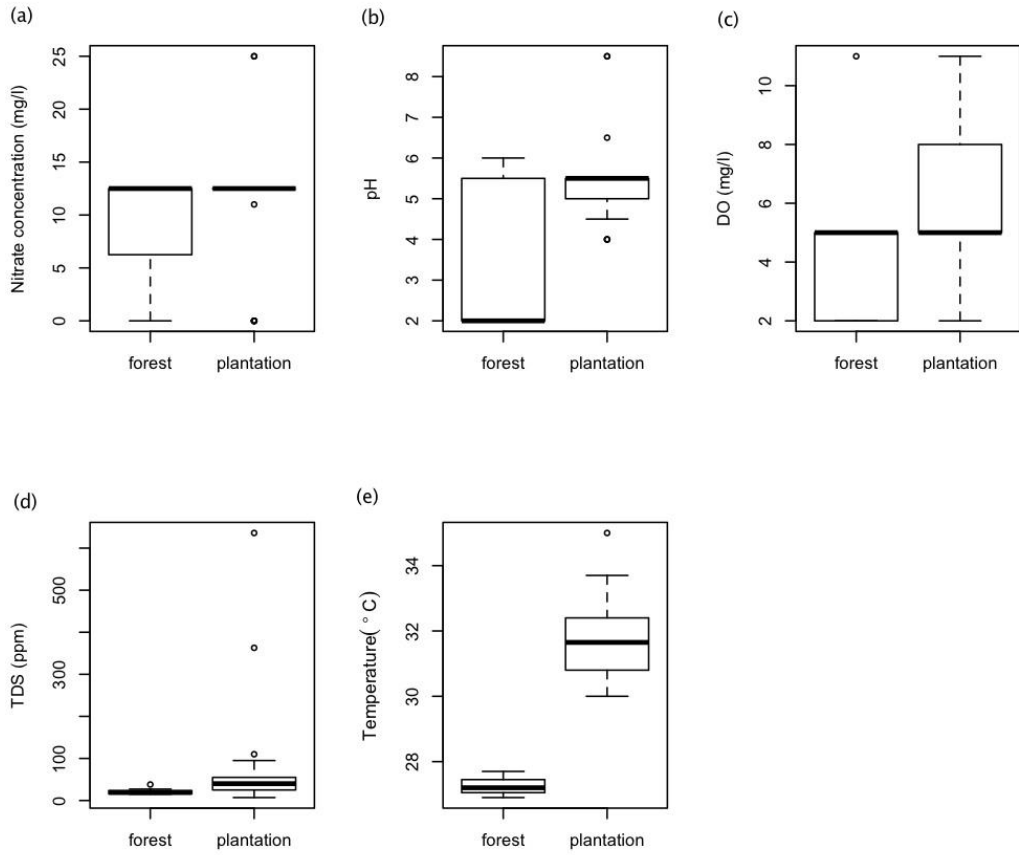 (a)
Nitrate concentration (mg/l)
25
20
15
10
5
0
forest plantation
(b)
pH
8
7
6
5
4
3
2
forest plantation
(c)
DO (mg/l)
10
8
6
4
2
forest plantation
(d)
TDS (ppm)
500
300
100
0
forest plantation
(e)
Temperature(°C)
34
32
30
28
forest plantation